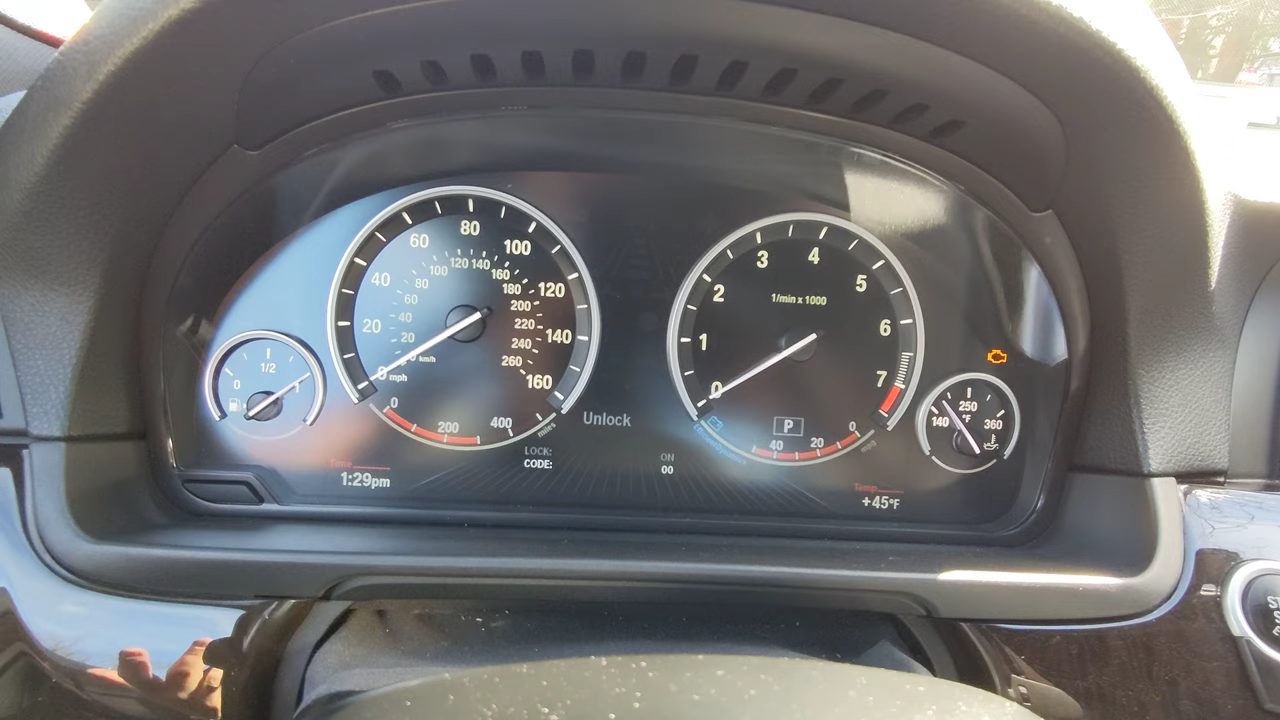 0
1/2
1
0
20
40
60
80
100
120
140
160
mph
20
40
60
80
100
120
140
160
180
200
220
240
260
km/h
0
200
400
miles
Time
1:29pm
Unlock
LOCK:
ON
CODE:
00
0
1
2
3
4
5
6
7
1/min x 1000
P
EfficientDynamics
40
20
0
mpg
140
250
°F
360
Temp
+45°F
ST
S